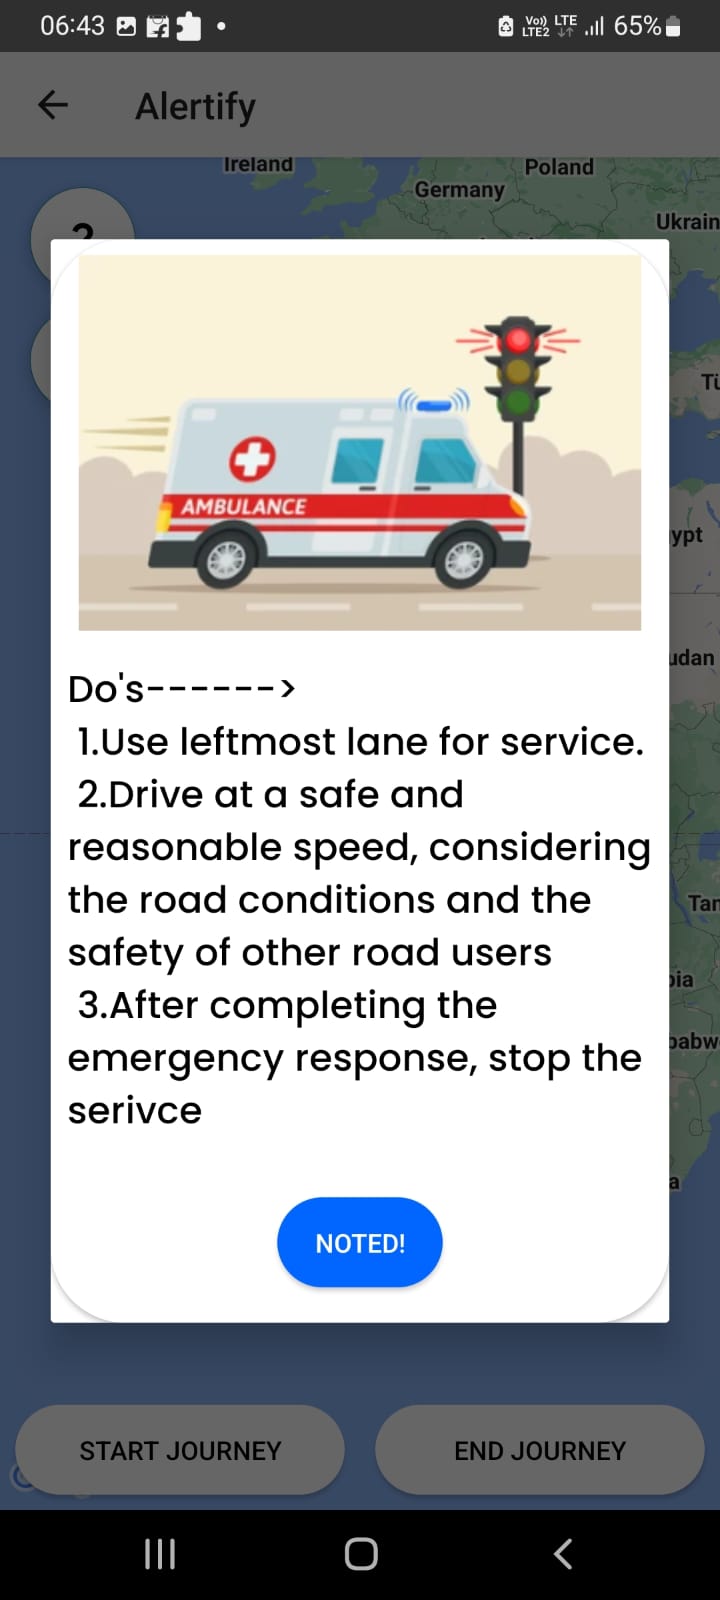 06:43
Vo)) LTE
LTE2
65%
Alertify
Ireland
Poland
Germany
Ukrain
?
Tü
AMBULANCE
ypt
udan
Do's------>
1.Use leftmost lane for service.
2.Drive at a safe and
reasonable speed, considering
the road conditions and the
safety of other road users
3.After completing the
emergency response, stop the
serivce
Tan
bia
babw
a
NOTED!
START JOURNEY
END JOURNEY